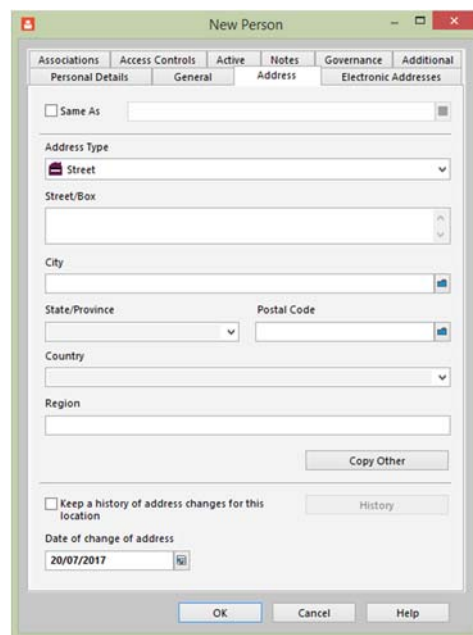 New Person
Associations Access Controls Active Notes Governance Additional
Personal Details General Address Electronic Addresses
Same As
Address Type
Street
Street/Box
City
State/Province Postal Code
Country
Region
Copy Other
Keep a history of address changes for this
location
History
Date of change of address
20/07/2017
OK Cancel Help